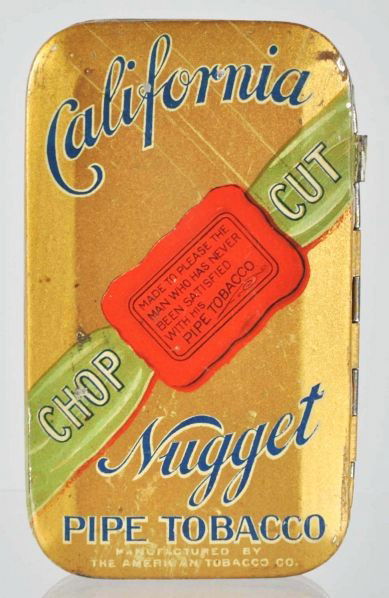 California
CHOP CUT
MADE TO PLEASE THE
MAN WHO HAS NEVER
BEEN SATISFIED
WITH HIS
PIPE TOBACCO
Nugget
PIPE TOBACCO
MANUFACTURED BY
THE AMERICAN TOBACCO CO.